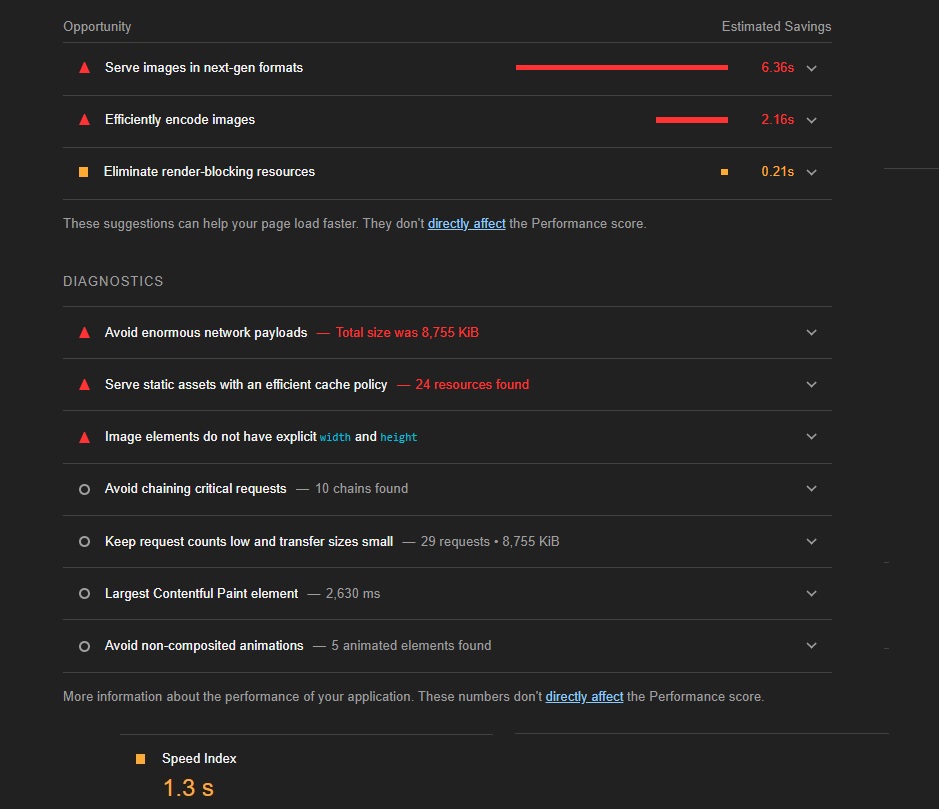 Opportunity Estimated Savings
Serve images in next-gen formats 6.36s
Efficiently encode images 2.16s
Eliminate render-blocking resources 0.21s
These suggestions can help your page load faster. They don't directly affect the Performance score.
DIAGNOSTICS
Avoid enormous network payloads — Total size was 8,755 KiB
Serve static assets with an efficient cache policy — 24 resources found
Image elements do not have explicit width and height
Avoid chaining critical requests — 10 chains found
Keep request counts low and transfer sizes small — 29 requests • 8,755 KiB
Largest Contentful Paint element — 2,630 ms
Avoid non-composited animations — 5 animated elements found
More information about the performance of your application. These numbers don't directly affect the Performance score.
Speed Index
1.3 s